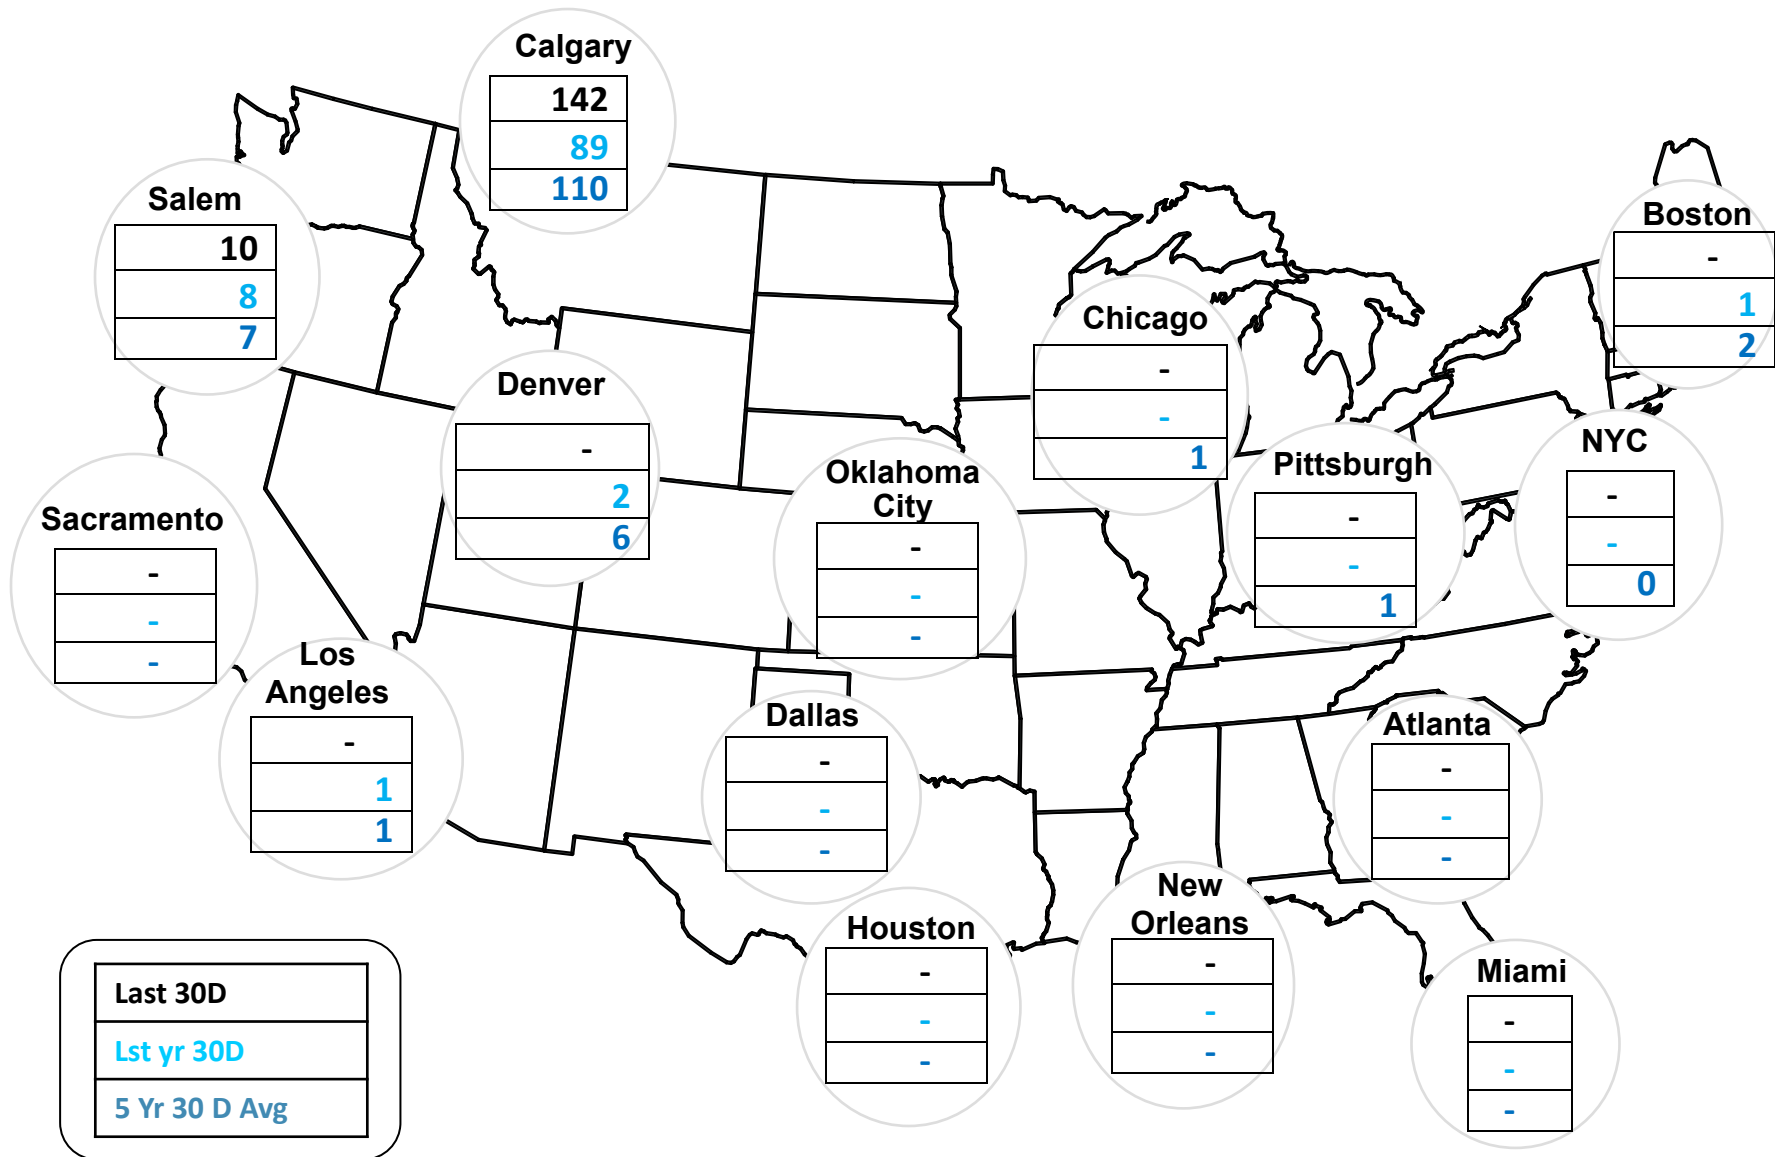 Calgary
142
89
110
Salem
10
8
7
Boston
-
1
2
Chicago
-
-
1
Denver
-
2
6
NYC
-
-
0
Oklahoma
City
-
-
-
Pittsburgh
-
-
1
Sacramento
-
-
-
Los
Angeles
-
1
1
Dallas
-
-
-
Atlanta
-
-
-
New
Orleans
-
-
-
Houston
-
-
-
Miami
-
-
-
Last 30D
Lst yr 30D
5 Yr 30 D Avg